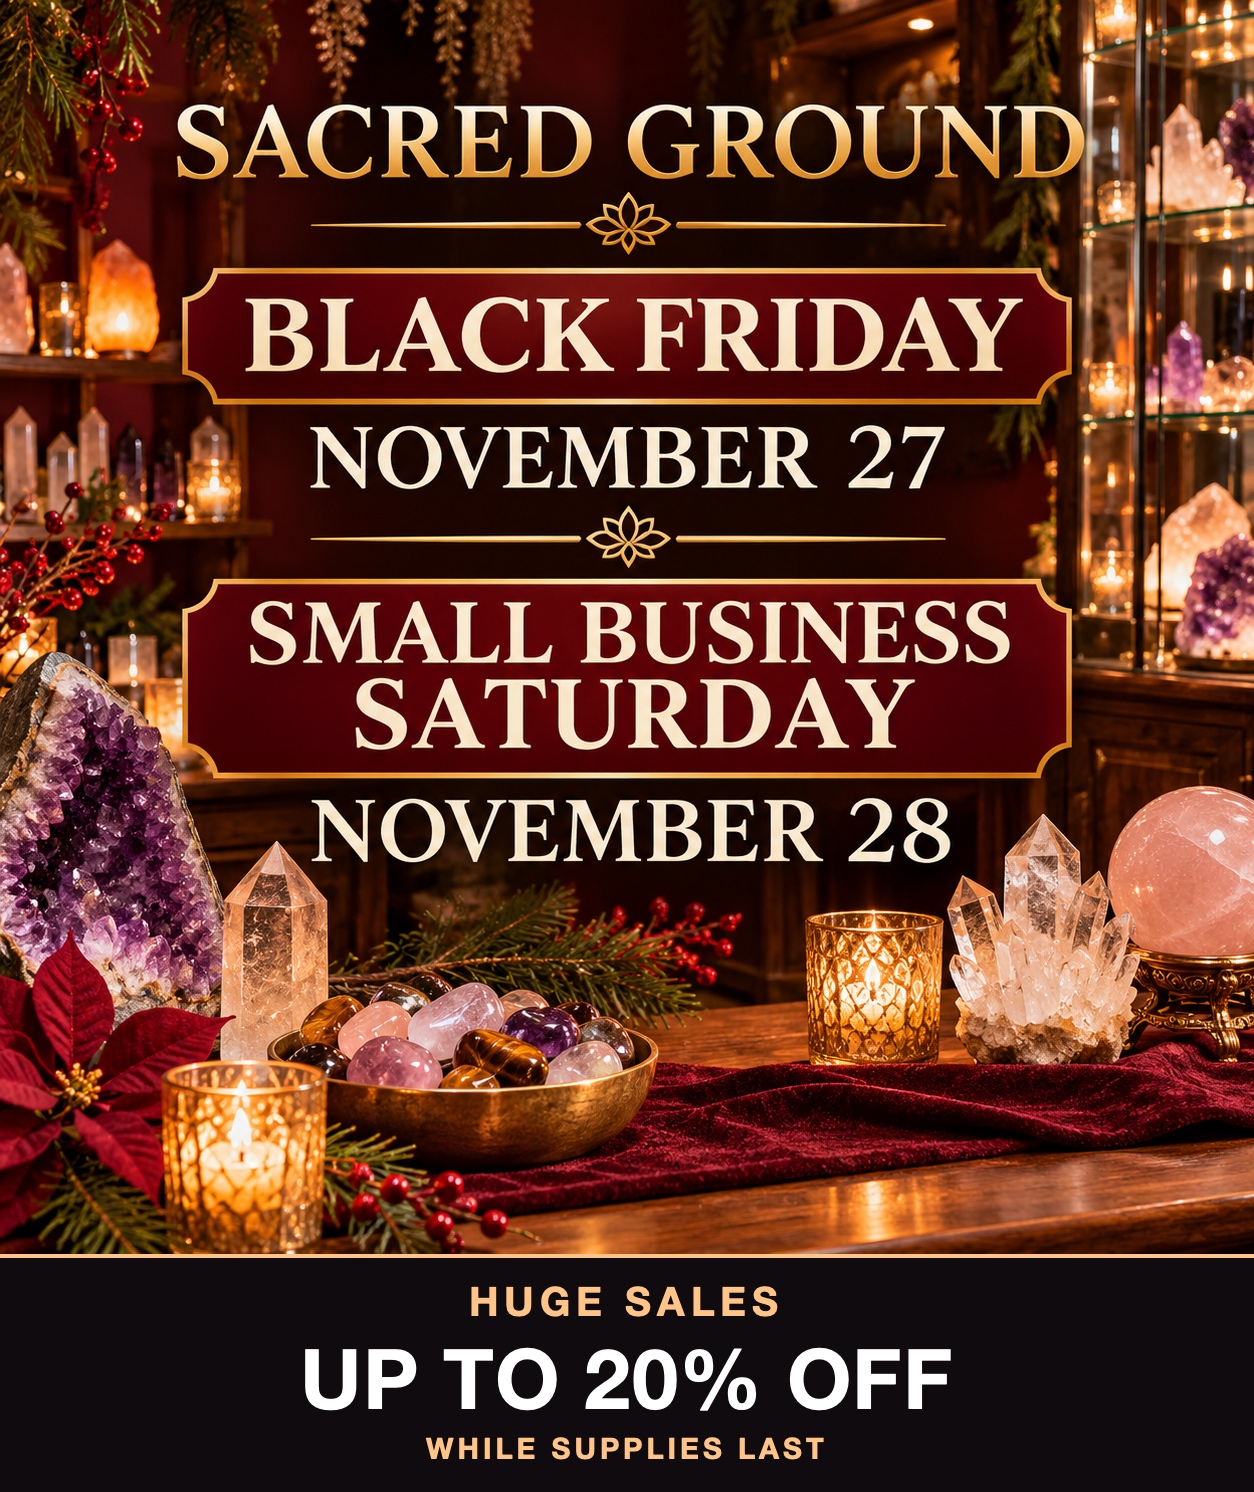 SACRED GROUND
BLACK FRIDAY
NOVEMBER 27
SMALL BUSINESS
SATURDAY
NOVEMBER 28
HUGE SALES
UP TO 20% OFF
WHILE SUPPLIES LAST